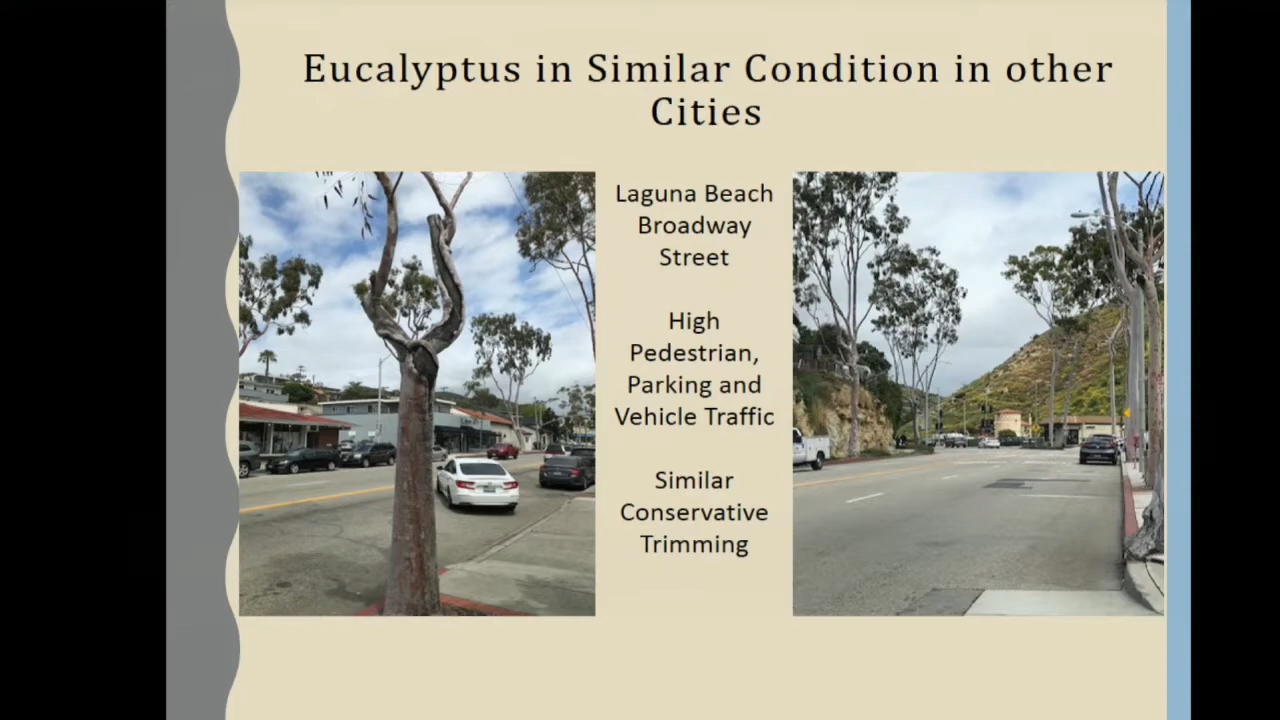 Eucalyptus in Similar Condition in other
Cities
Laguna Beach
Broadway
Street
High
Pedestrian,
Parking and
Vehicle Traffic
Similar
Conservative
Trimming